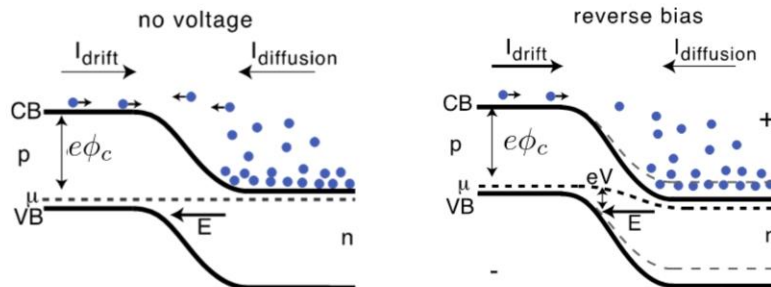 no voltage
I_drift
I_diffusion
CB
p
eϕ_c
μ
VB
E
n
reverse bias
I_drift
I_diffusion
CB
+
p
eϕ_c
eV
μ
VB
E
n
-